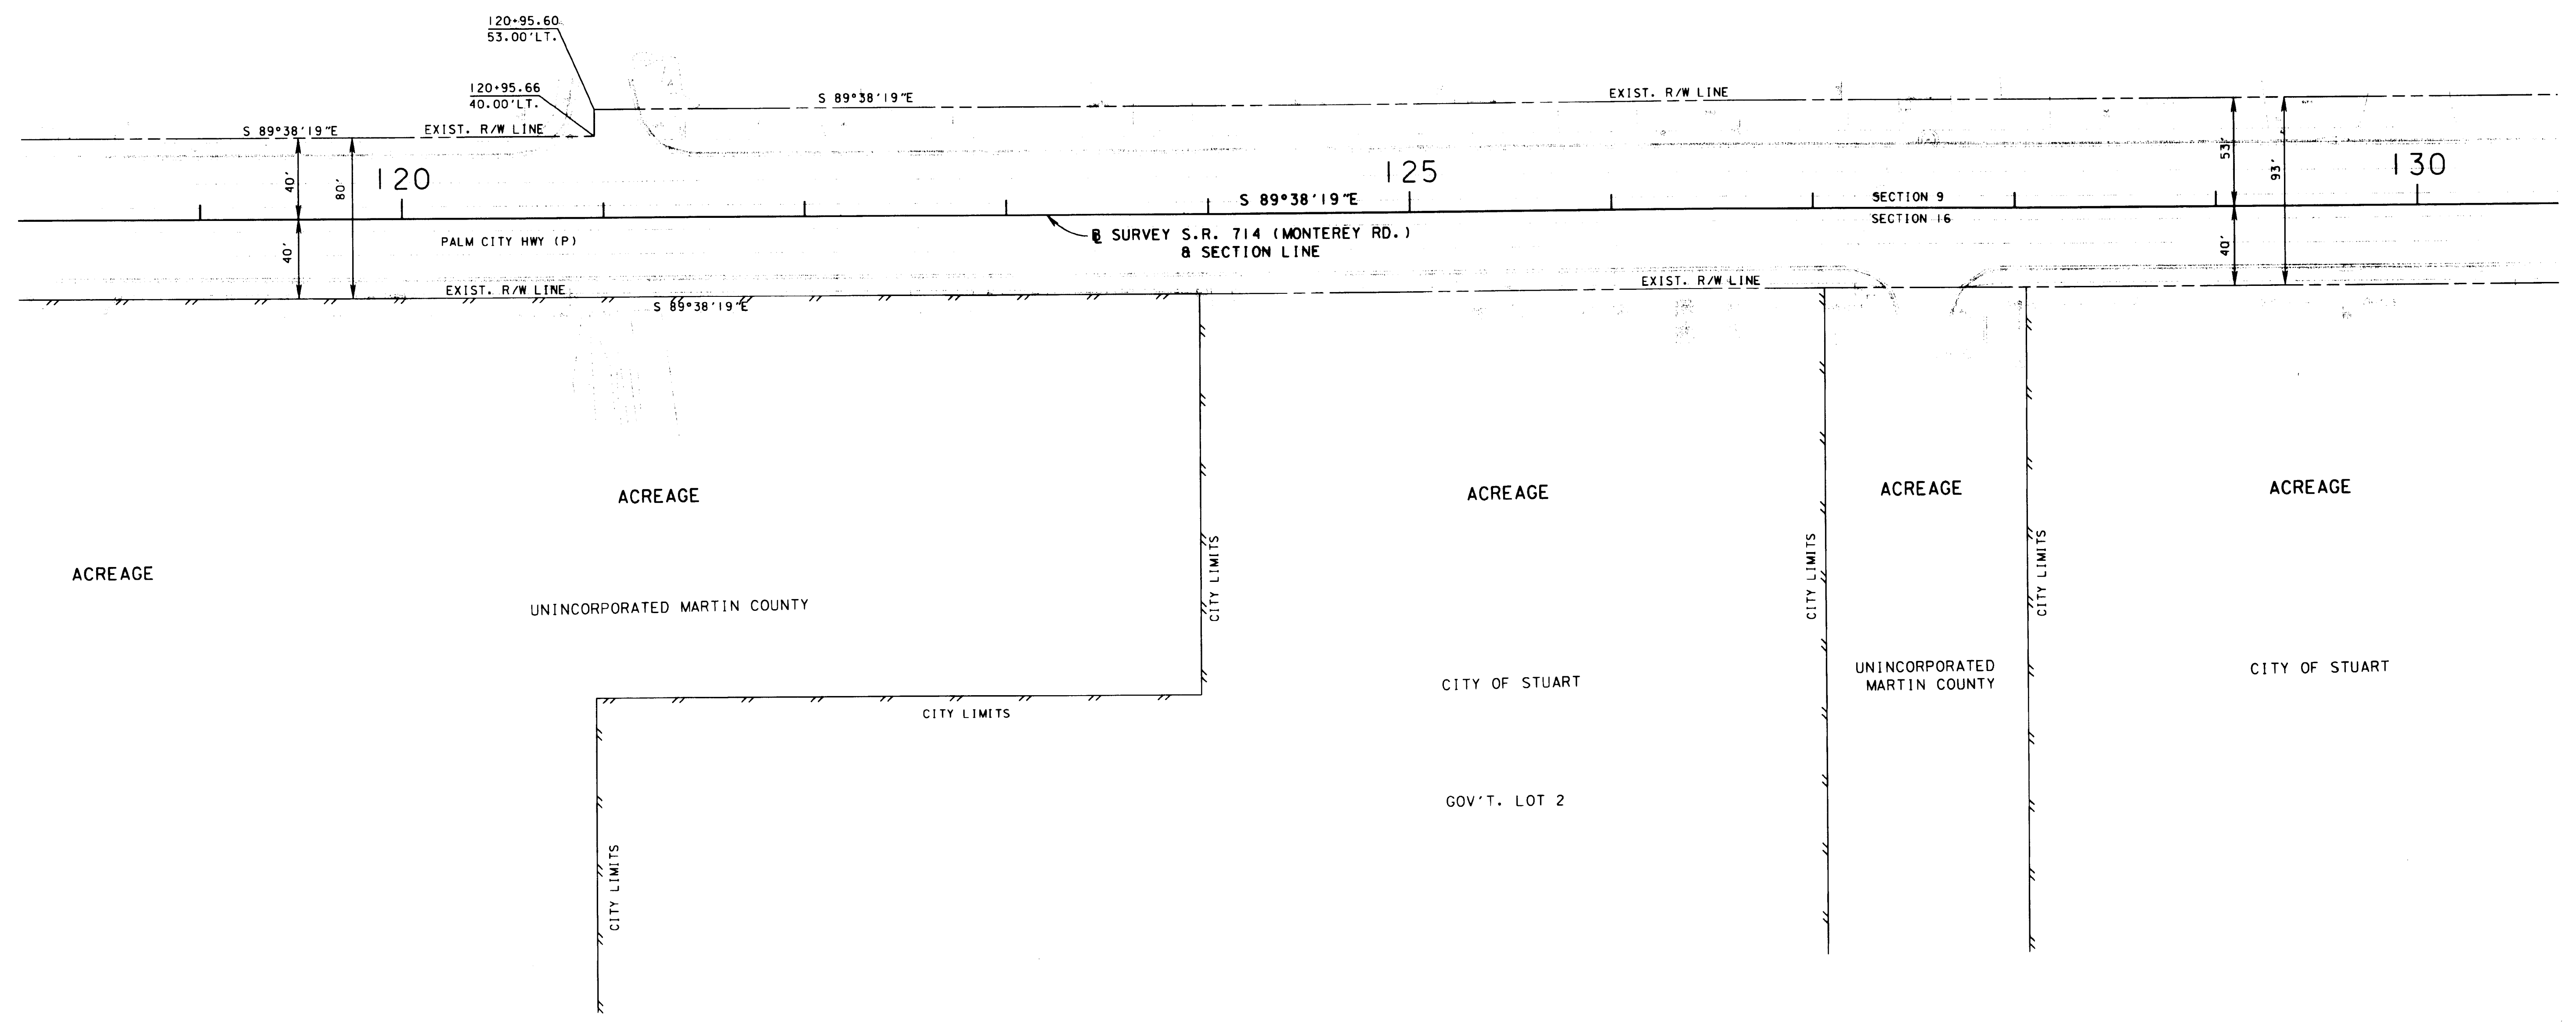 120+95.60
53.00'LT.
120+95.66
40.00'LT.
S 89°38'19"E
EXIST. R/W LINE
S 89°38'19"E
EXIST. R/W LINE
40'
80'
120
125
53'
93'
130
S 89°38'19"E
SECTION 9
SECTION 16
PALM CITY HWY (P)
BL SURVEY S.R. 714 (MONTEREY RD.)
& SECTION LINE
40'
40'
EXIST. R/W LINE
S 89°38'19"E
EXIST. R/W LINE
ACREAGE
ACREAGE
ACREAGE
ACREAGE
ACREAGE
CITY LIMITS
CITY LIMITS
CITY LIMITS
UNINCORPORATED MARTIN COUNTY
CITY OF STUART
UNINCORPORATED
MARTIN COUNTY
CITY OF STUART
CITY LIMITS
GOV'T. LOT 2
CITY LIMITS